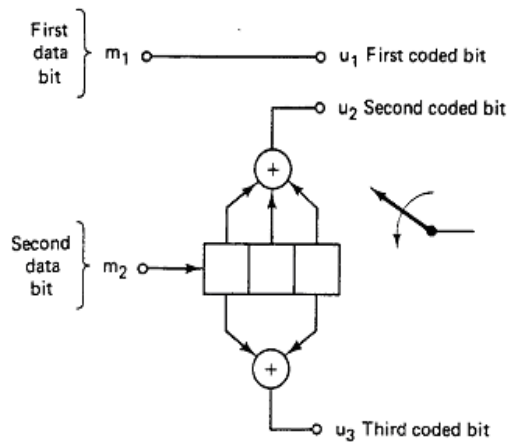 First
data
bit
m₁
u₁ First coded bit
u₂ Second coded bit
+
Second
data
bit
m₂
+
u₃ Third coded bit